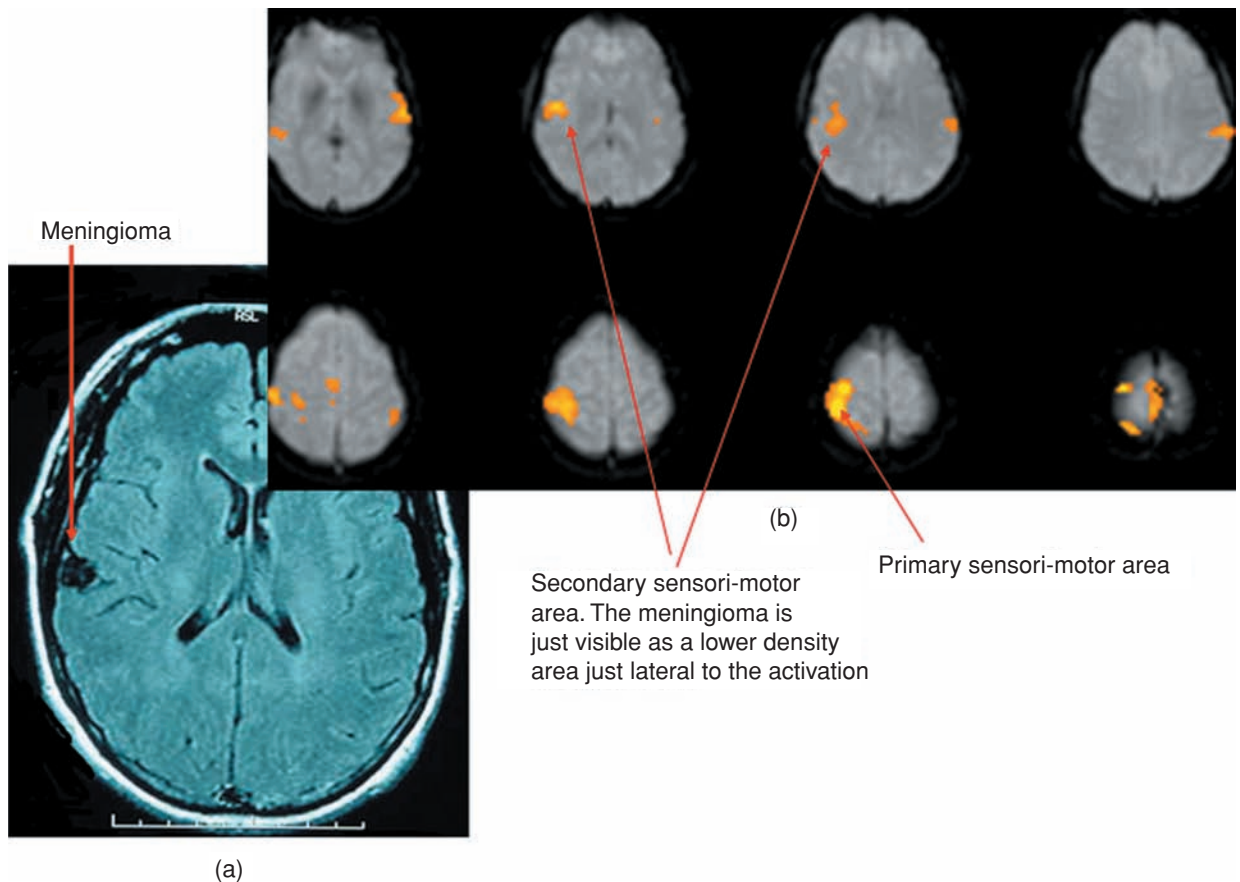 Meningioma
ASL
(b)
Secondary sensori-motor
area. The meningioma is
just visible as a lower density
area just lateral to the activation
Primary sensori-motor area
(a)